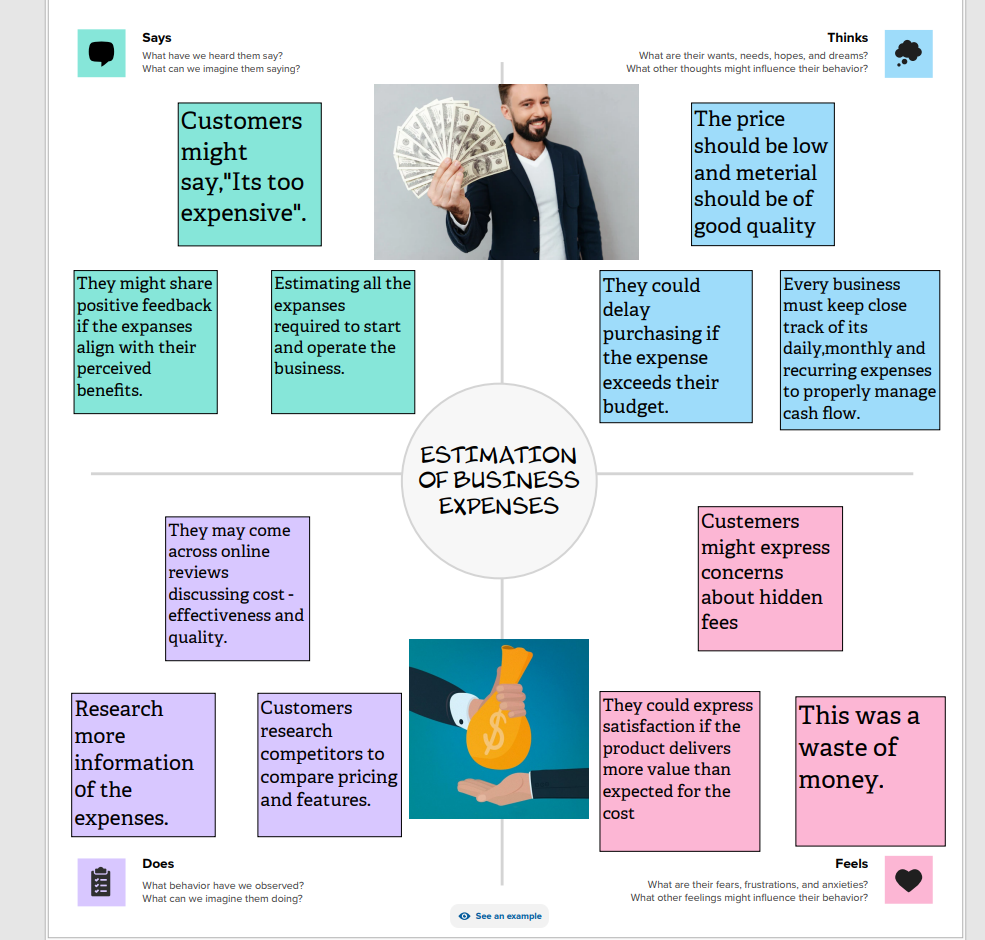 Says
What have we heard them say?
What can we imagine them saying?
Thinks
What are their wants, needs, hopes, and dreams?
What other thoughts might influence their behavior?
Customers
might
say,"Its too
expensive".
The price
should be low
and meterial
should be of
good quality
They might share
positive feedback
if the expanses
align with their
perceived
benefits.
Estimating all the
expanses
required to start
and operate the
business.
They could
delay
purchasing if
the expense
exceeds their
budget.
Every business
must keep close
track of its
daily,monthly and
recurring expenses
to properly manage
cash flow.
ESTIMATION
OF BUSINESS
EXPENSES
They may come
across online
reviews
discussing cost -
effectiveness and
quality.
Custemers
might express
concerns
about hidden
fees
Research
more
information
0f the
expenses.
Customers
research
competitors to
compare pricing
and features.
$
They could express
satisfaction if the
product delivers
more value than
expected for the
cost
This was a
waste of
money.
Does
What behavior have we observed?
What can we imagine them doing?
Feels
What are their fears, frustrations, and anxieties?
What other feelings might influence their behavior?
See an example